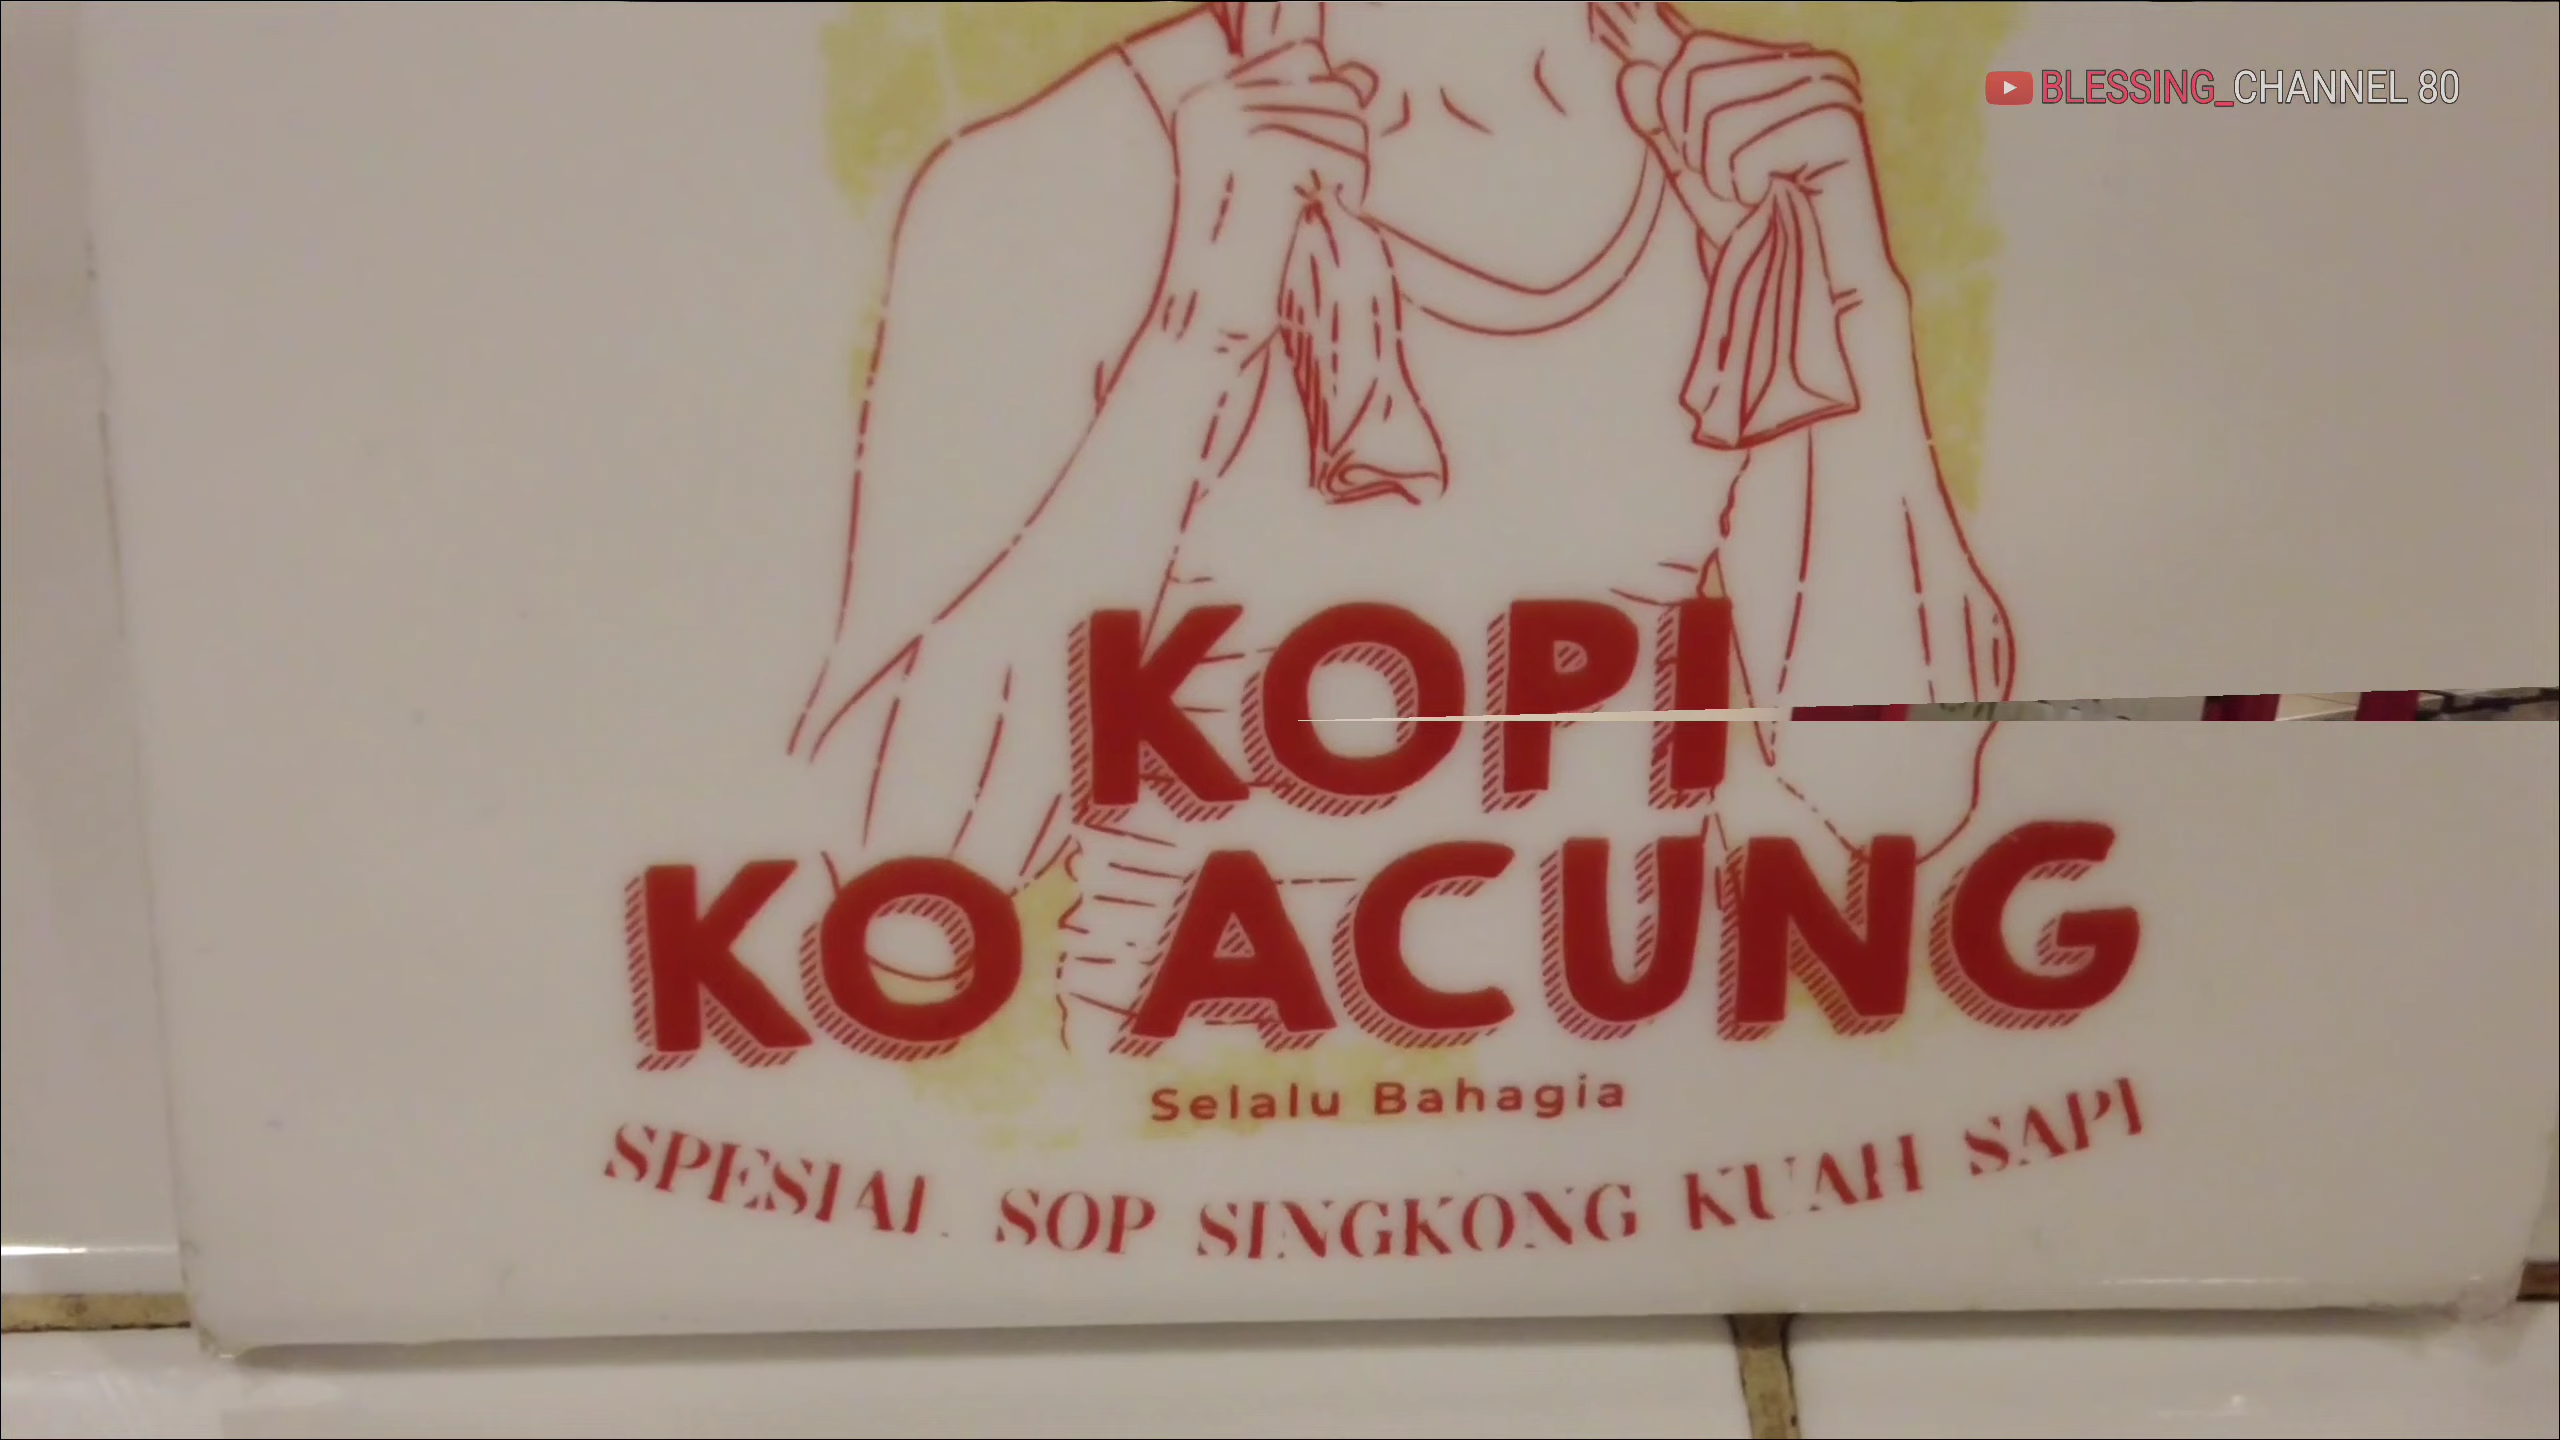 BLESSING_CHANNEL 80
KOPI
KO ACUNG
Selalu Bahagia
SPESIAL SOP SINGKONG KUAH SAPI